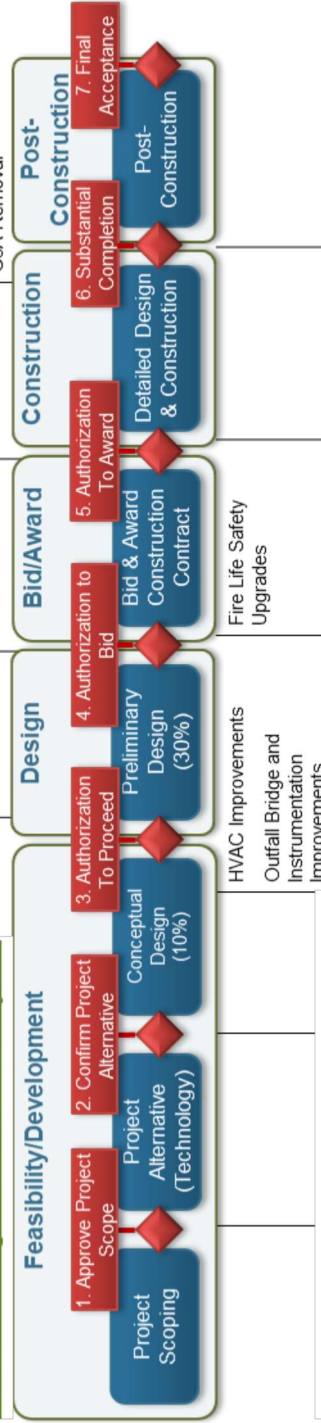 Feasibility/Development
Design
Bid/Award
Construction
Post-
Construction
1. Approve Project
Scope
2. Confirm Project
Alternative
3. Authorization
To Proceed
4. Authorization to
Bid
5. Authorization
To Award
6. Substantial
Completion
7. Final
Acceptance
Project
Scoping
Project
Alternative
(Technology)
Conceptual
Design
(10%)
Preliminary
Design
(30%)
Bid & Award
Construction
Contract
Detailed Design
& Construction
Post-
Construction
HVAC Improvements
Outfall Bridge and
Instrumentation
Improvements
Fire Life Safety
Upgrades